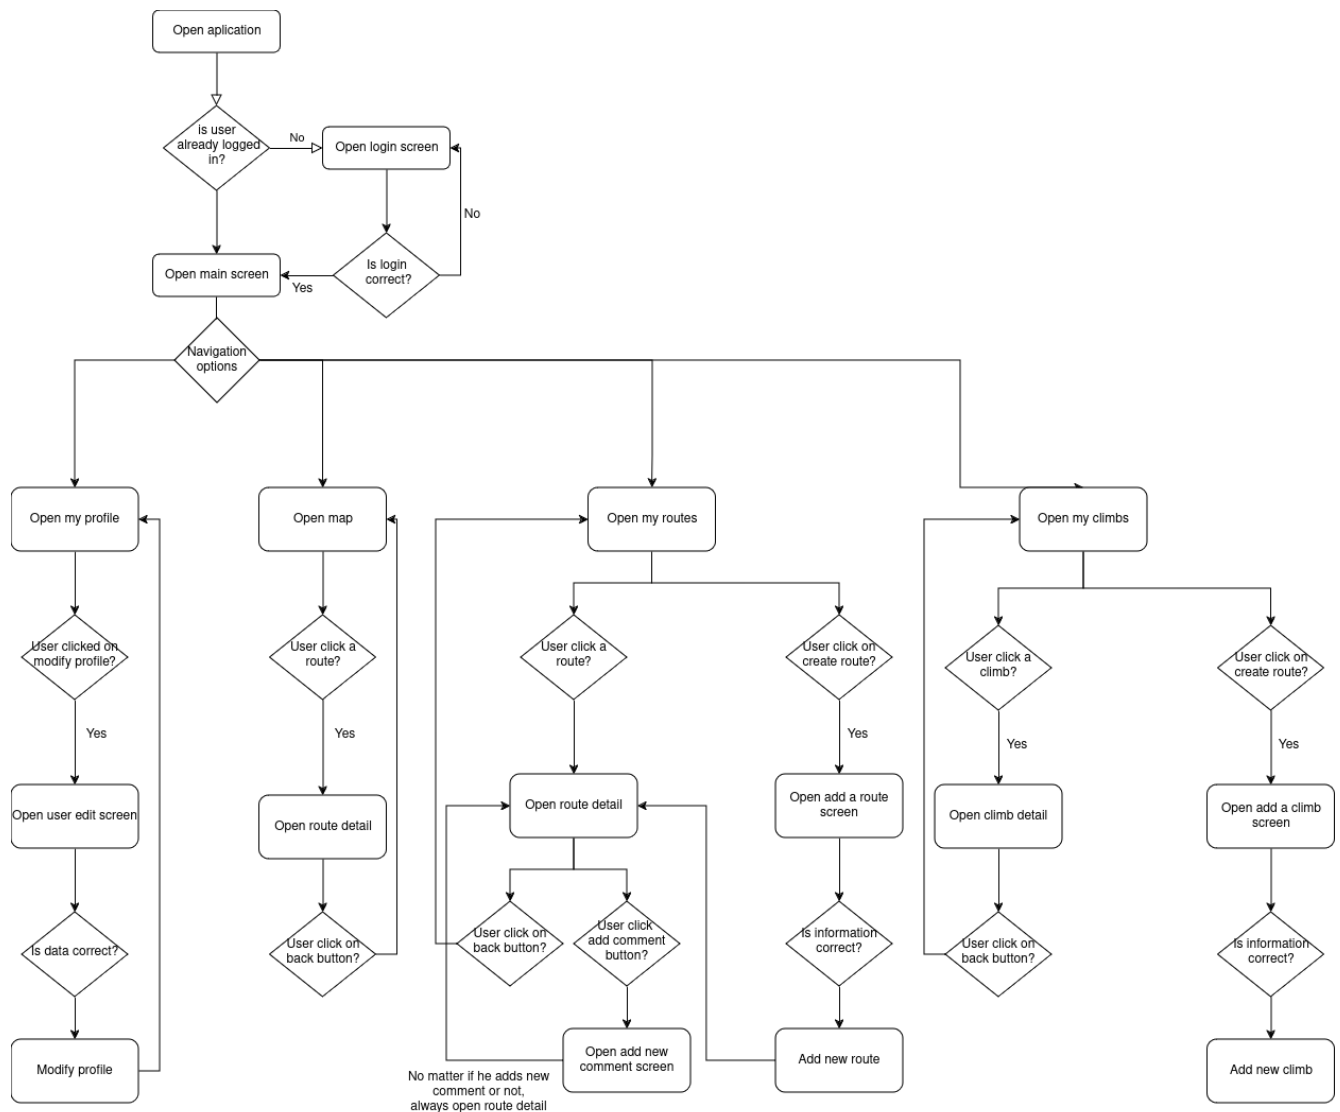 Open aplication
is user
already logged
in?
No
Open login screen
No
Open main screen
Is login
correct?
Yes
Navigation
options
Open my profile
Open map
Open my routes
Open my climbs
User clicked on
modify profile?
User click a
route?
User click a
route?
User click on
create route?
User click a
climb?
User click on
create route?
Yes
Yes
Yes
Yes
Yes
Open user edit screen
Open route detail
Open route detail
Open add a route
screen
Open climb detail
Open add a climb
screen
Is data correct?
User click on
back button?
User click on
back button?
User click
add comment
button?
Is information
correct?
User click on
back button?
Is information
correct?
Modify profile
Open add new
comment screen
Add new route
Add new climb
No matter if he adds new
comment or not,
always open route detail